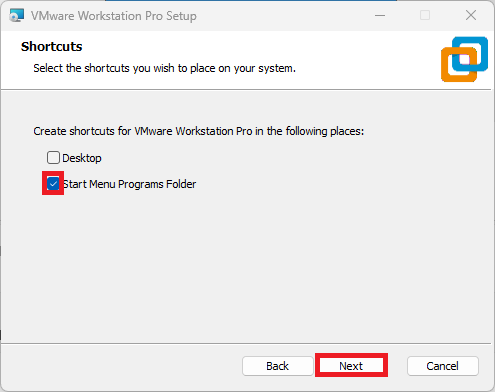 VMware Workstation Pro Setup
Shortcuts
Select the shortcuts you wish to place on your system.
Create shortcuts for VMware Workstation Pro in the following places:
Desktop
Start Menu Programs Folder
Back
Next
Cancel